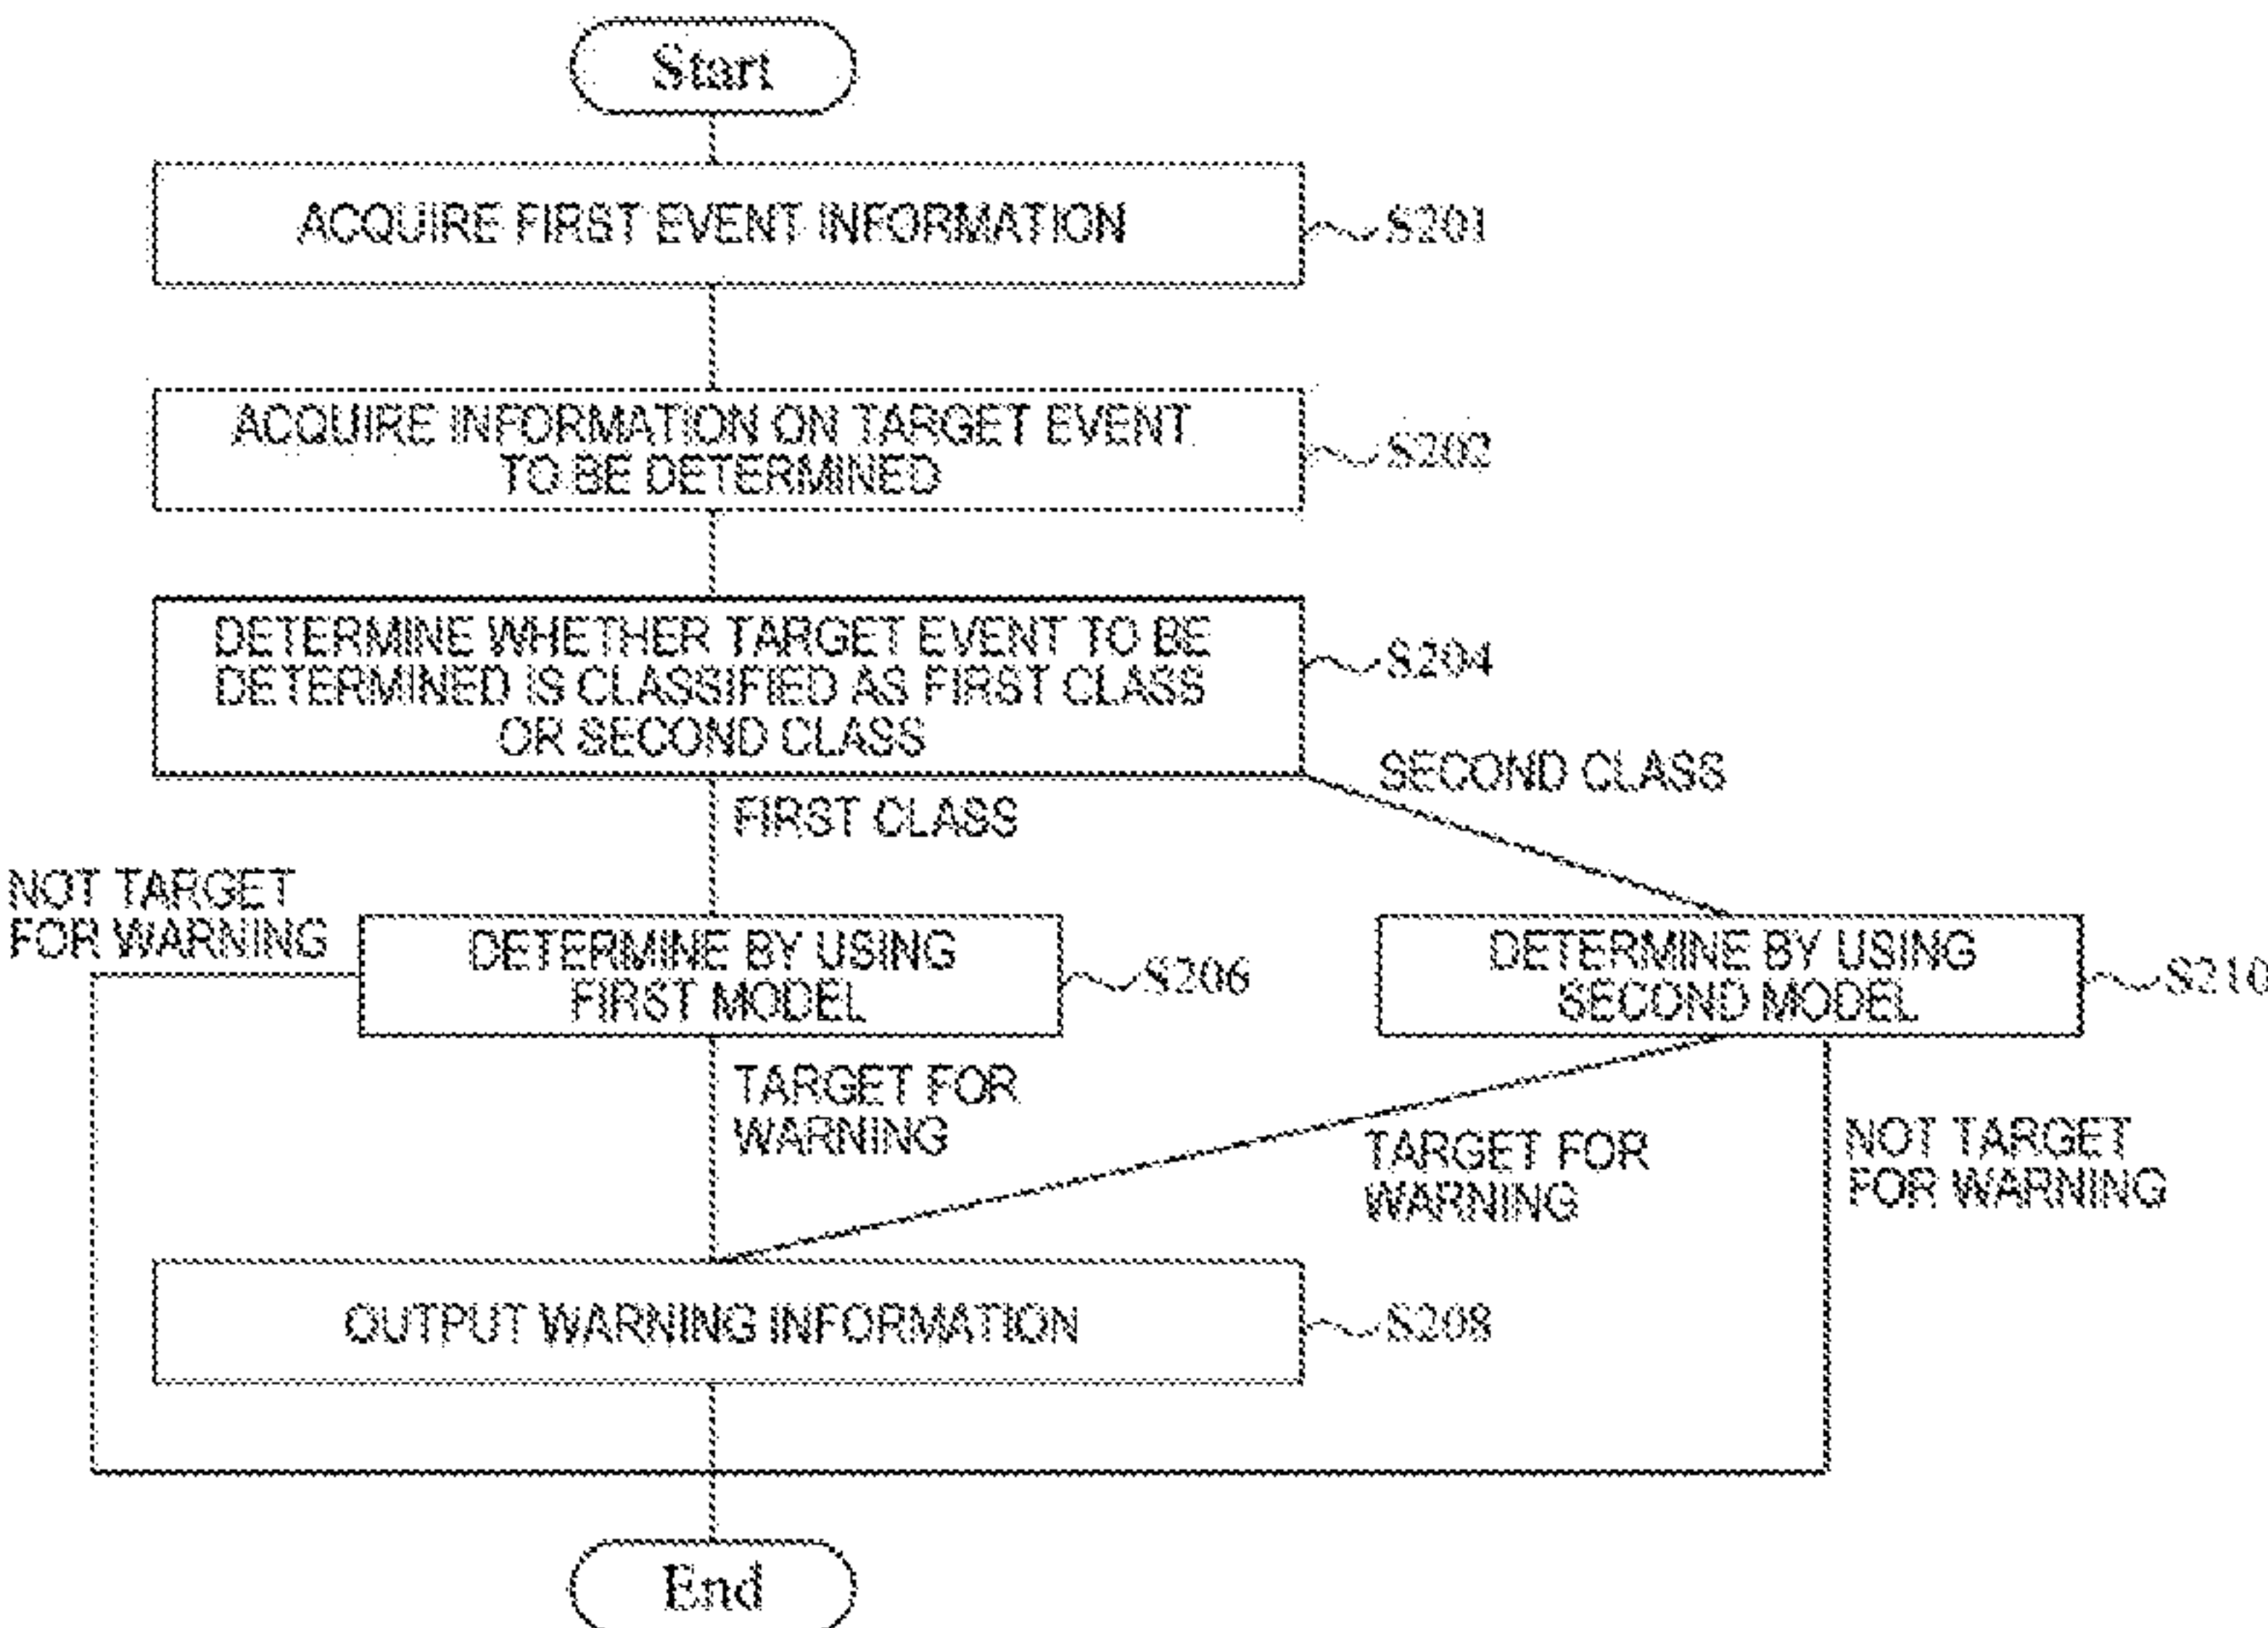 Start
ACQUIRE FIRST EVENT INFORMATION
S201
ACQUIRE INFORMATION ON TARGET EVENT
TO BE DETERMINED
S202
DETERMINE WHETHER TARGET EVENT TO BE
DETERMINED IS CLASSIFIED AS FIRST CLASS
OR SECOND CLASS
S204
SECOND CLASS
FIRST CLASS
NOT TARGET
FOR WARNING
DETERMINE BY USING
FIRST MODEL
S206
DETERMINE BY USING
SECOND MODEL
S210
TARGET FOR
WARNING
TARGET FOR
WARNING
NOT TARGET
FOR WARNING
OUTPUT WARNING INFORMATION
S208
End